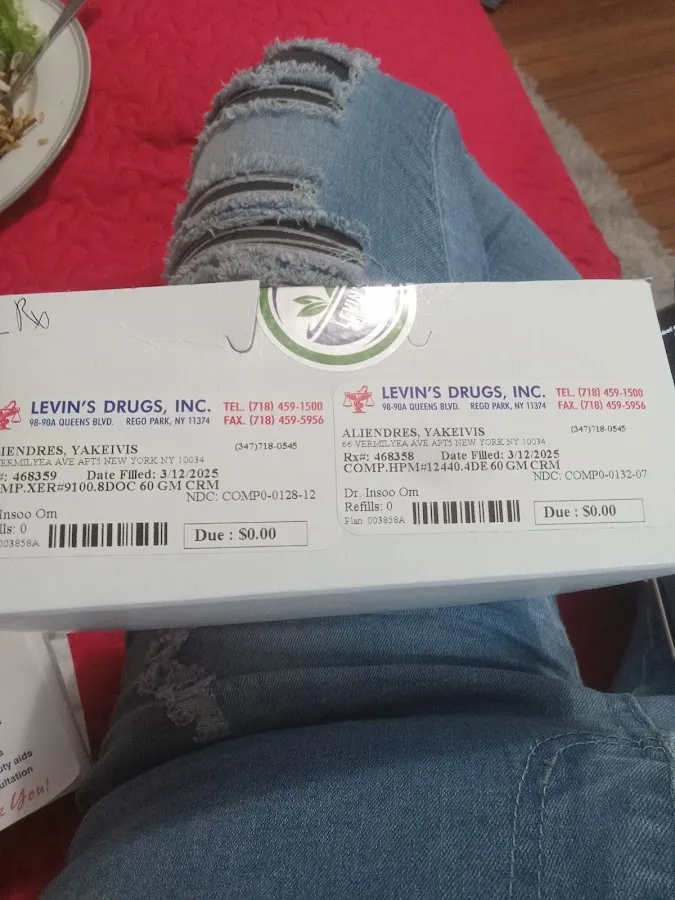 Rx
LEVIN
LEVIN'S DRUGS, INC.
98-90A QUEENS BLVD. REGO PARK, NY 11374
TEL. (718) 459-1500
FAX. (718) 459-5956
IENDRES, YAKEIVIS
(347)718-0545
VERMILYEA AVE APT5 NEW YORK NY 10034
#: 468359 Date Filled: 3/12/2025
MP.XER#9100.8DOC 60 GM CRM
NDC: COMP0-0128-12
Insoo Om
lls: 0
003858A
Due : $0.00
LEVIN'S DRUGS, INC.
98-90A QUEENS BLVD. REGO PARK, NY 11374
TEL. (718) 459-1500
FAX. (718) 459-5956
ALIENDRES, YAKEIVIS
(347)718-0545
66 VERMILYEA AVE APT5 NEW YORK NY 10034
Rx#: 468358 Date Filled: 3/12/2025
COMP.HPM#12440.4DE 60 GM CRM
NDC: COMP0-0132-07
Dr. Insoo Om
Refills: 0
Plan: 003858A
Due : $0.00
s
uty aids
ultation
You!